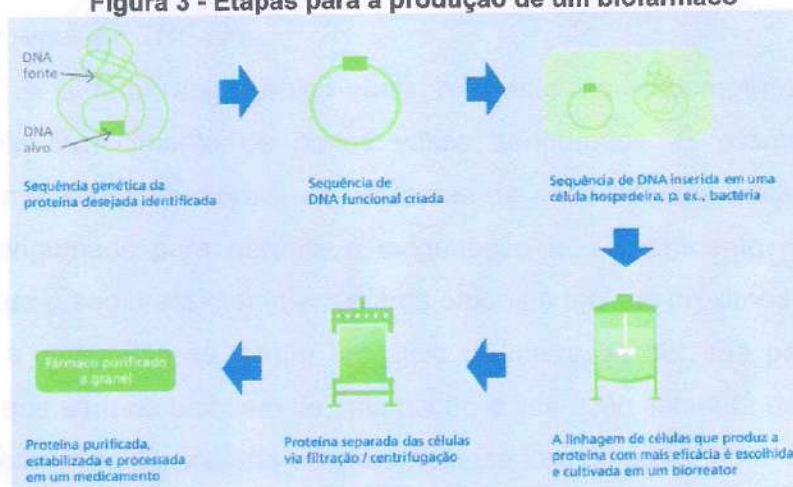 Figura 3 - Etapas para a produção de um biofármaco
DNA
fonte
DNA
alvo
Sequência genética da
proteína desejada identificada
Sequência de
DNA funcional criada
Sequência de DNA inserida em uma
célula hospedeira, p. ex., bactéria
A linhagem de células que produz a
proteína com mais eficácia é escolhida
e cultivada em um biorreator
Proteína separada das células
via filtração / centrifugação
Fármaco purificado
a granel
Proteína purificada,
estabilizada e processada
em um medicamento